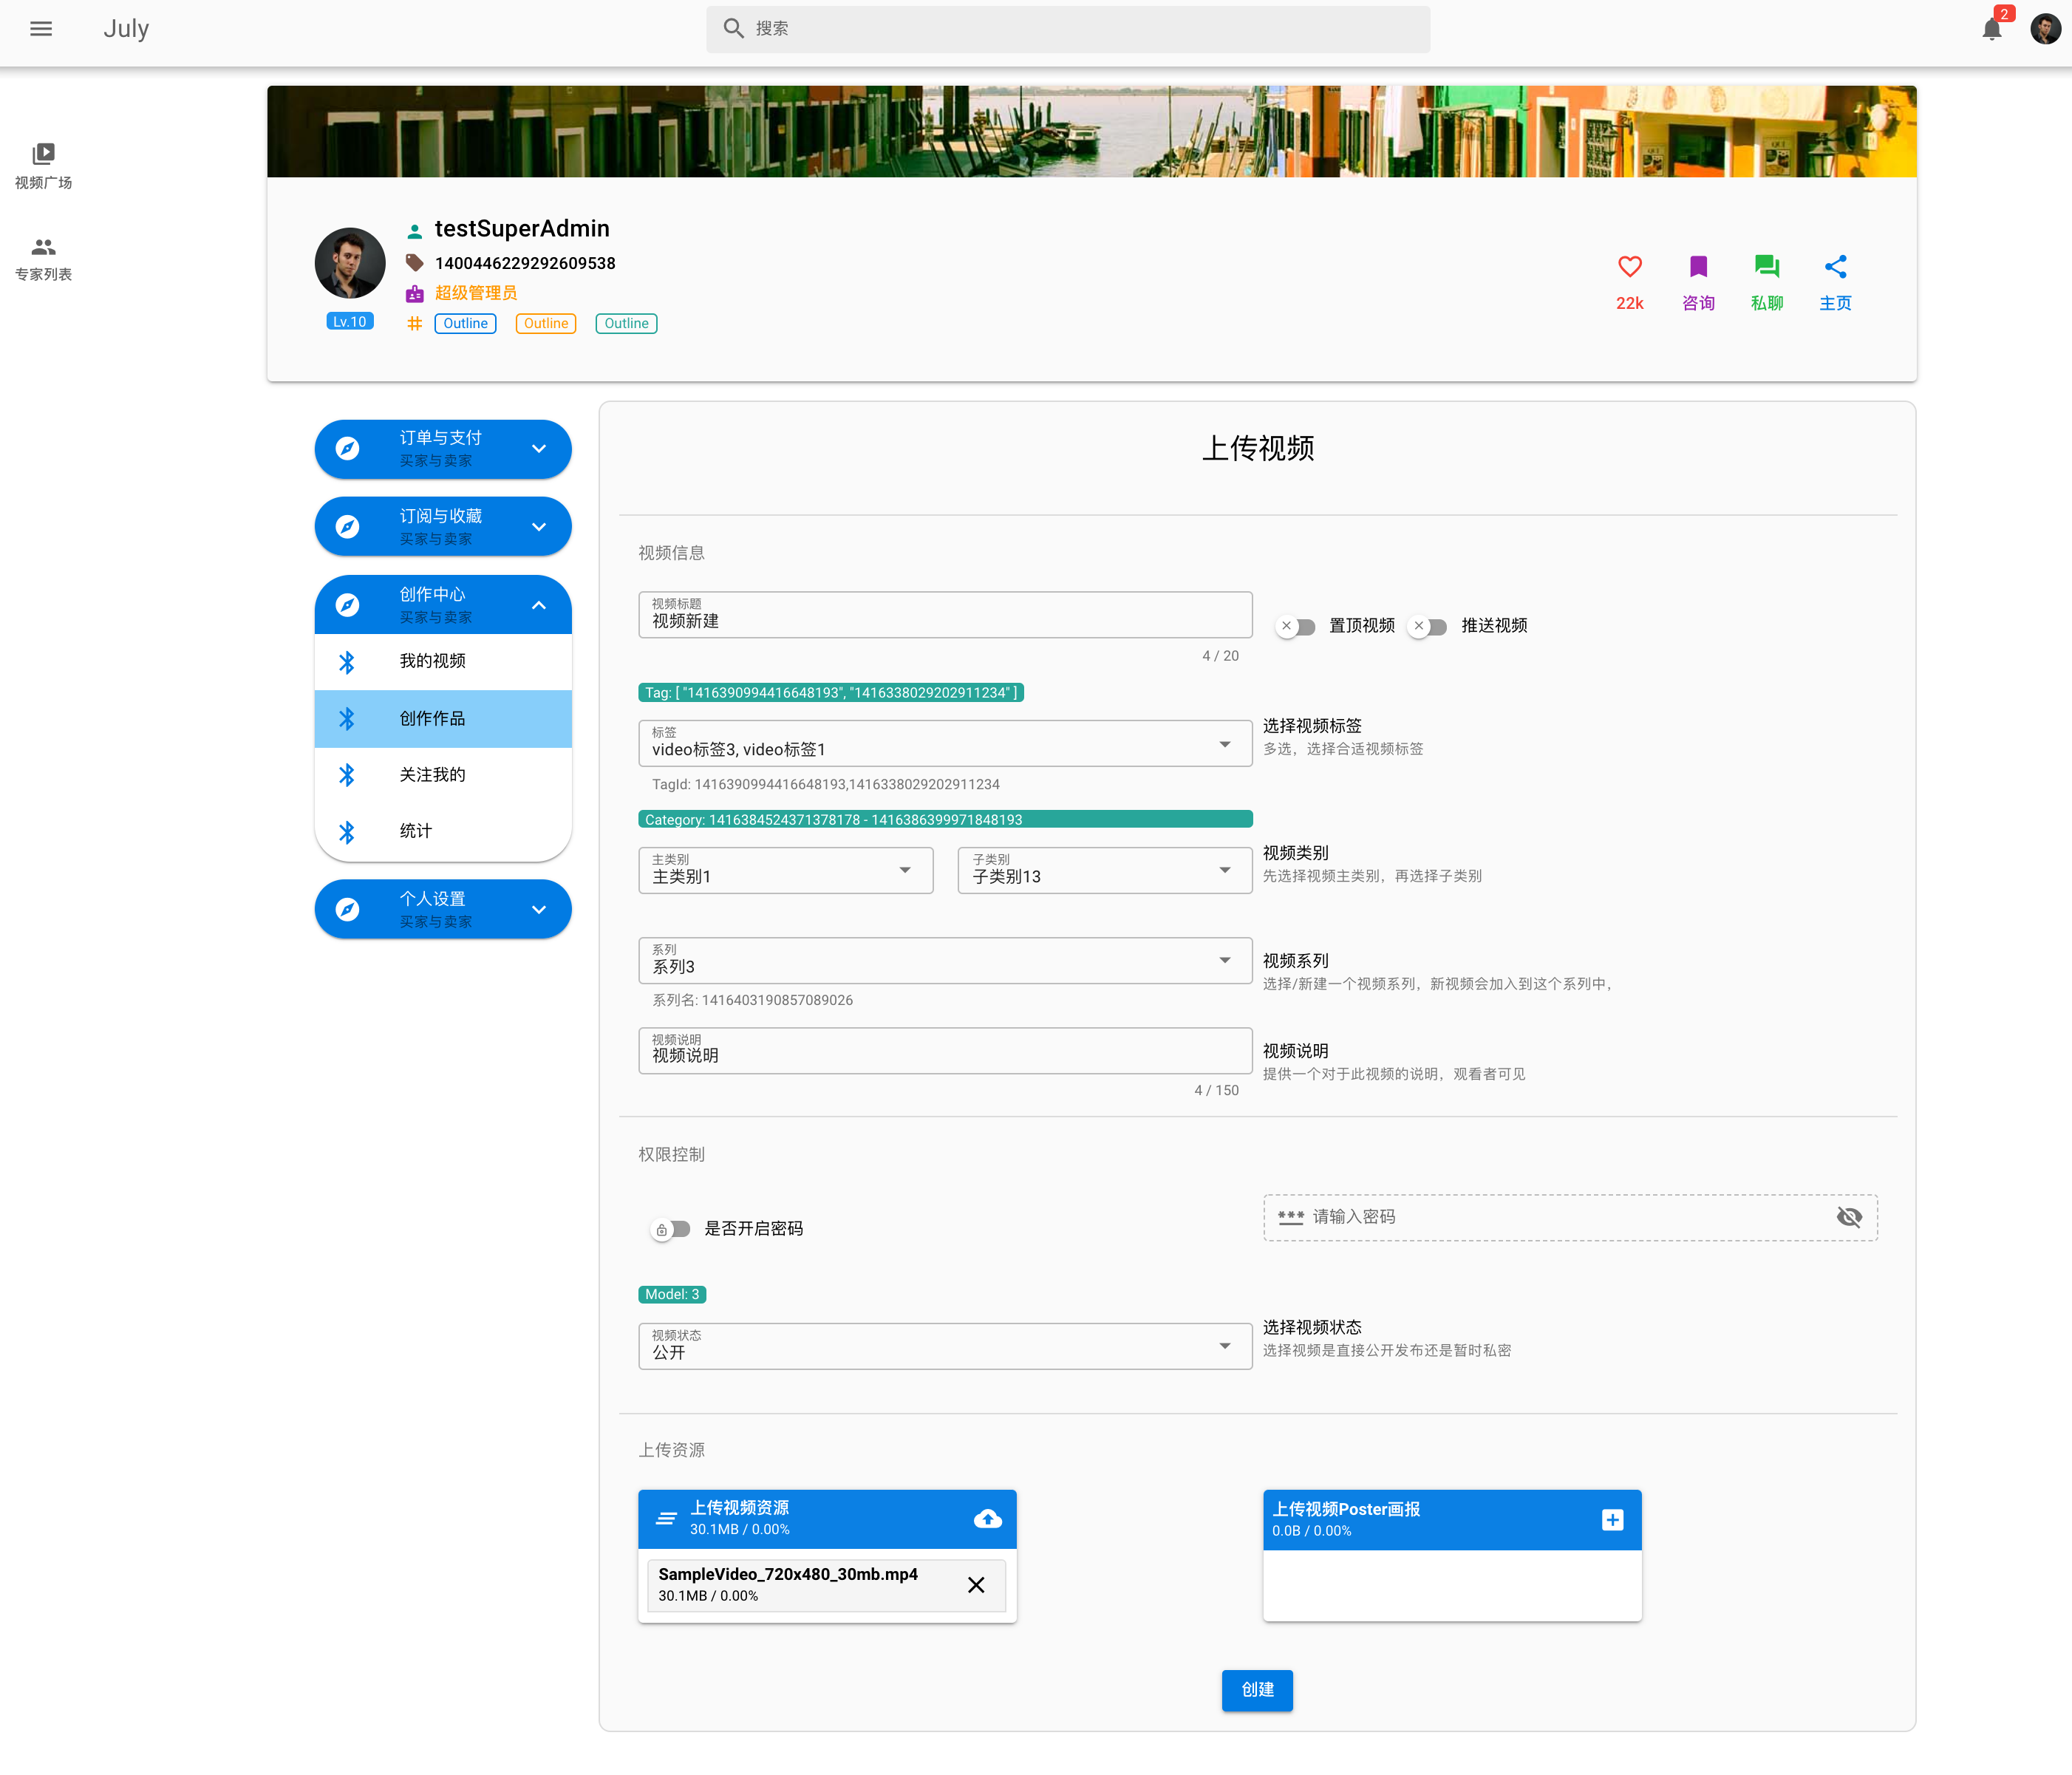 July
搜索
2
视频广场
专家列表
testSuperAdmin
1400446229292609538
超级管理员
Lv.10
Outline
Outline
Outline
22k
咨询
私聊
主页
订单与支付
买家与卖家
订阅与收藏
买家与卖家
创作中心
买家与卖家
我的视频
创作作品
关注我的
统计
个人设置
买家与卖家
上传视频
视频信息
视频标题
视频新建
4 / 20
置顶视频
推送视频
Tag: [ "1416390994416648193", "1416338029202911234" ]
标签
video标签3, video标签1
TagId: 1416390994416648193,1416338029202911234
选择视频标签
多选，选择合适视频标签
Category: 1416384524371378178 - 1416386399971848193
主类别
主类别1
子类别
子类别13
视频类别
先选择视频主类别，再选择子类别
系列
系列3
系列名: 1416403190857089026
视频系列
选择/新建一个视频系列，新视频会加入到这个系列中，
视频说明
视频说明
4 / 150
视频说明
提供一个对于此视频的说明，观看者可见
权限控制
是否开启密码
*** 请输入密码
Model: 3
视频状态
公开
选择视频状态
选择视频是直接公开发布还是暂时私密
上传资源
上传视频资源
30.1MB / 0.00%
SampleVideo_720x480_30mb.mp4
30.1MB / 0.00%
上传视频Poster画报
0.0B / 0.00%
创建